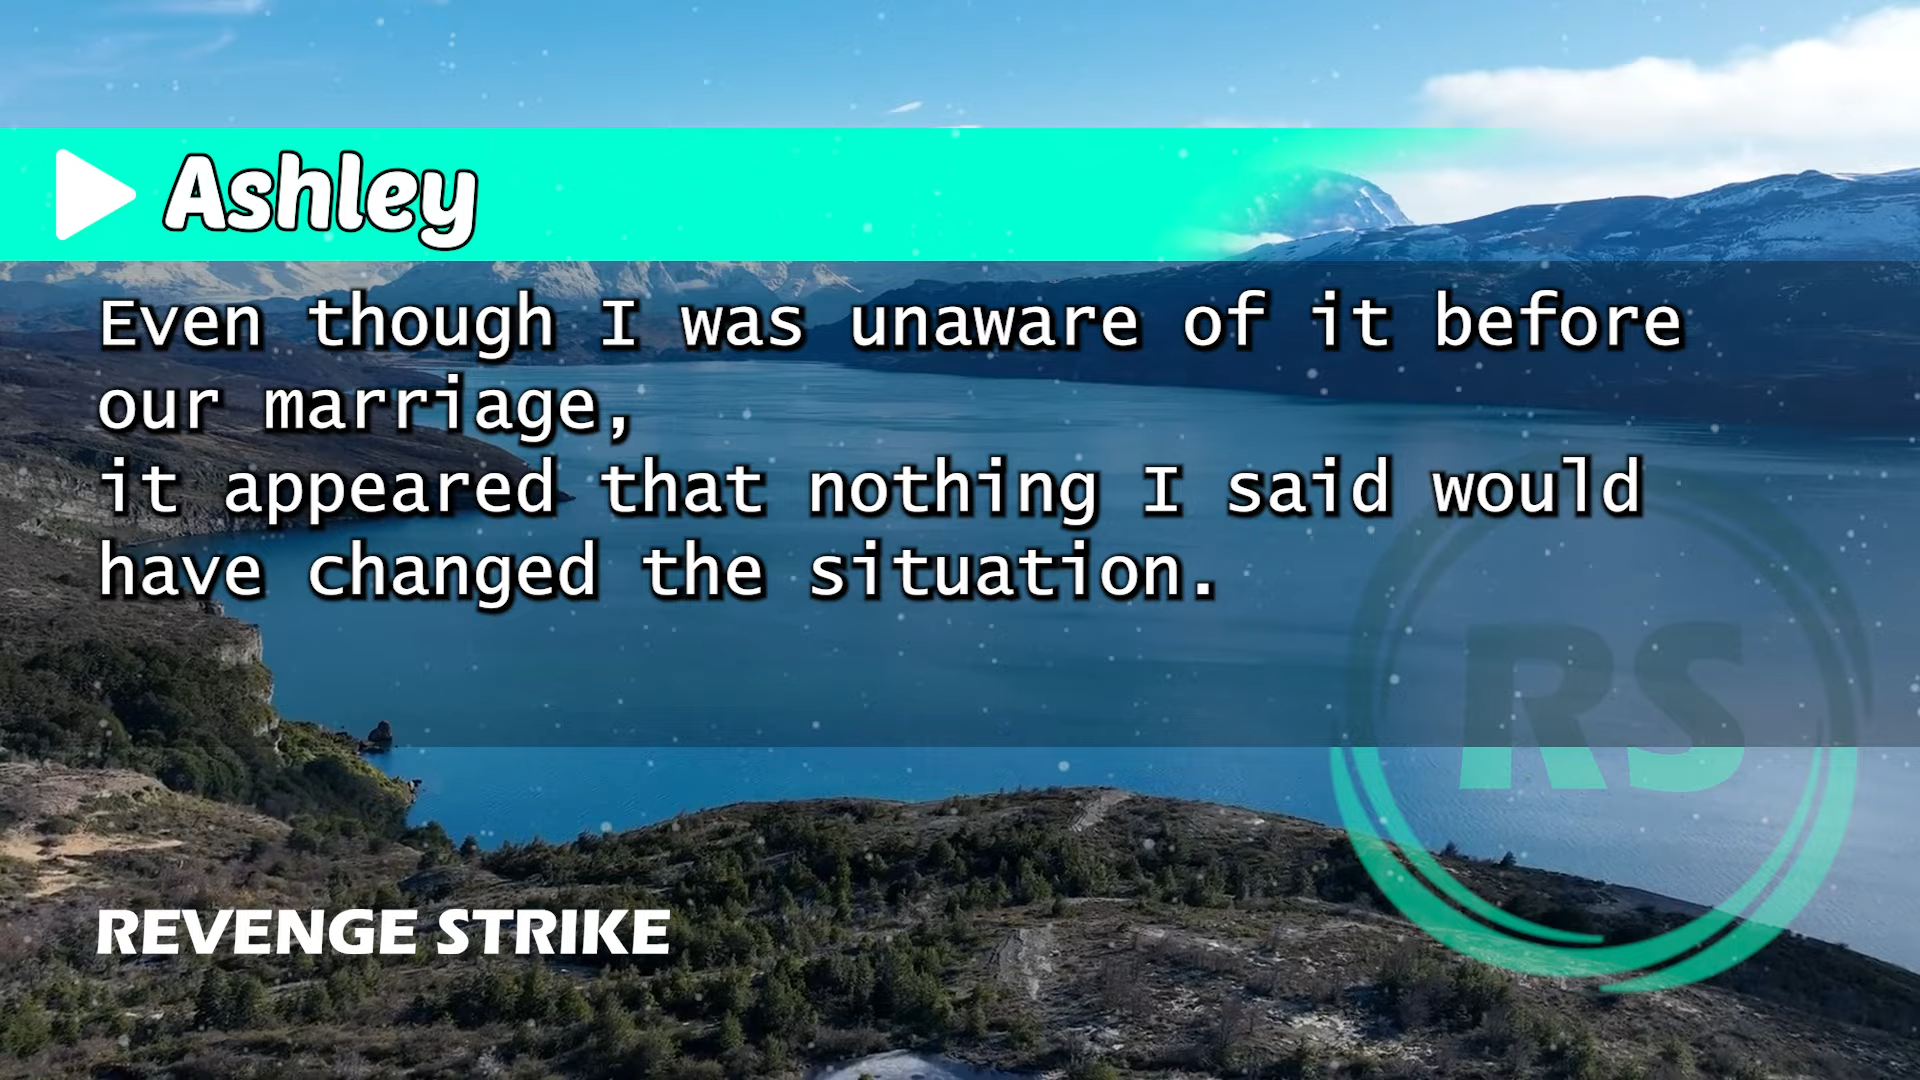 Ashley
Even though I was unaware of it before
our marriage,
it appeared that nothing I said would
have changed the situation.
RS
REVENGE STRIKE